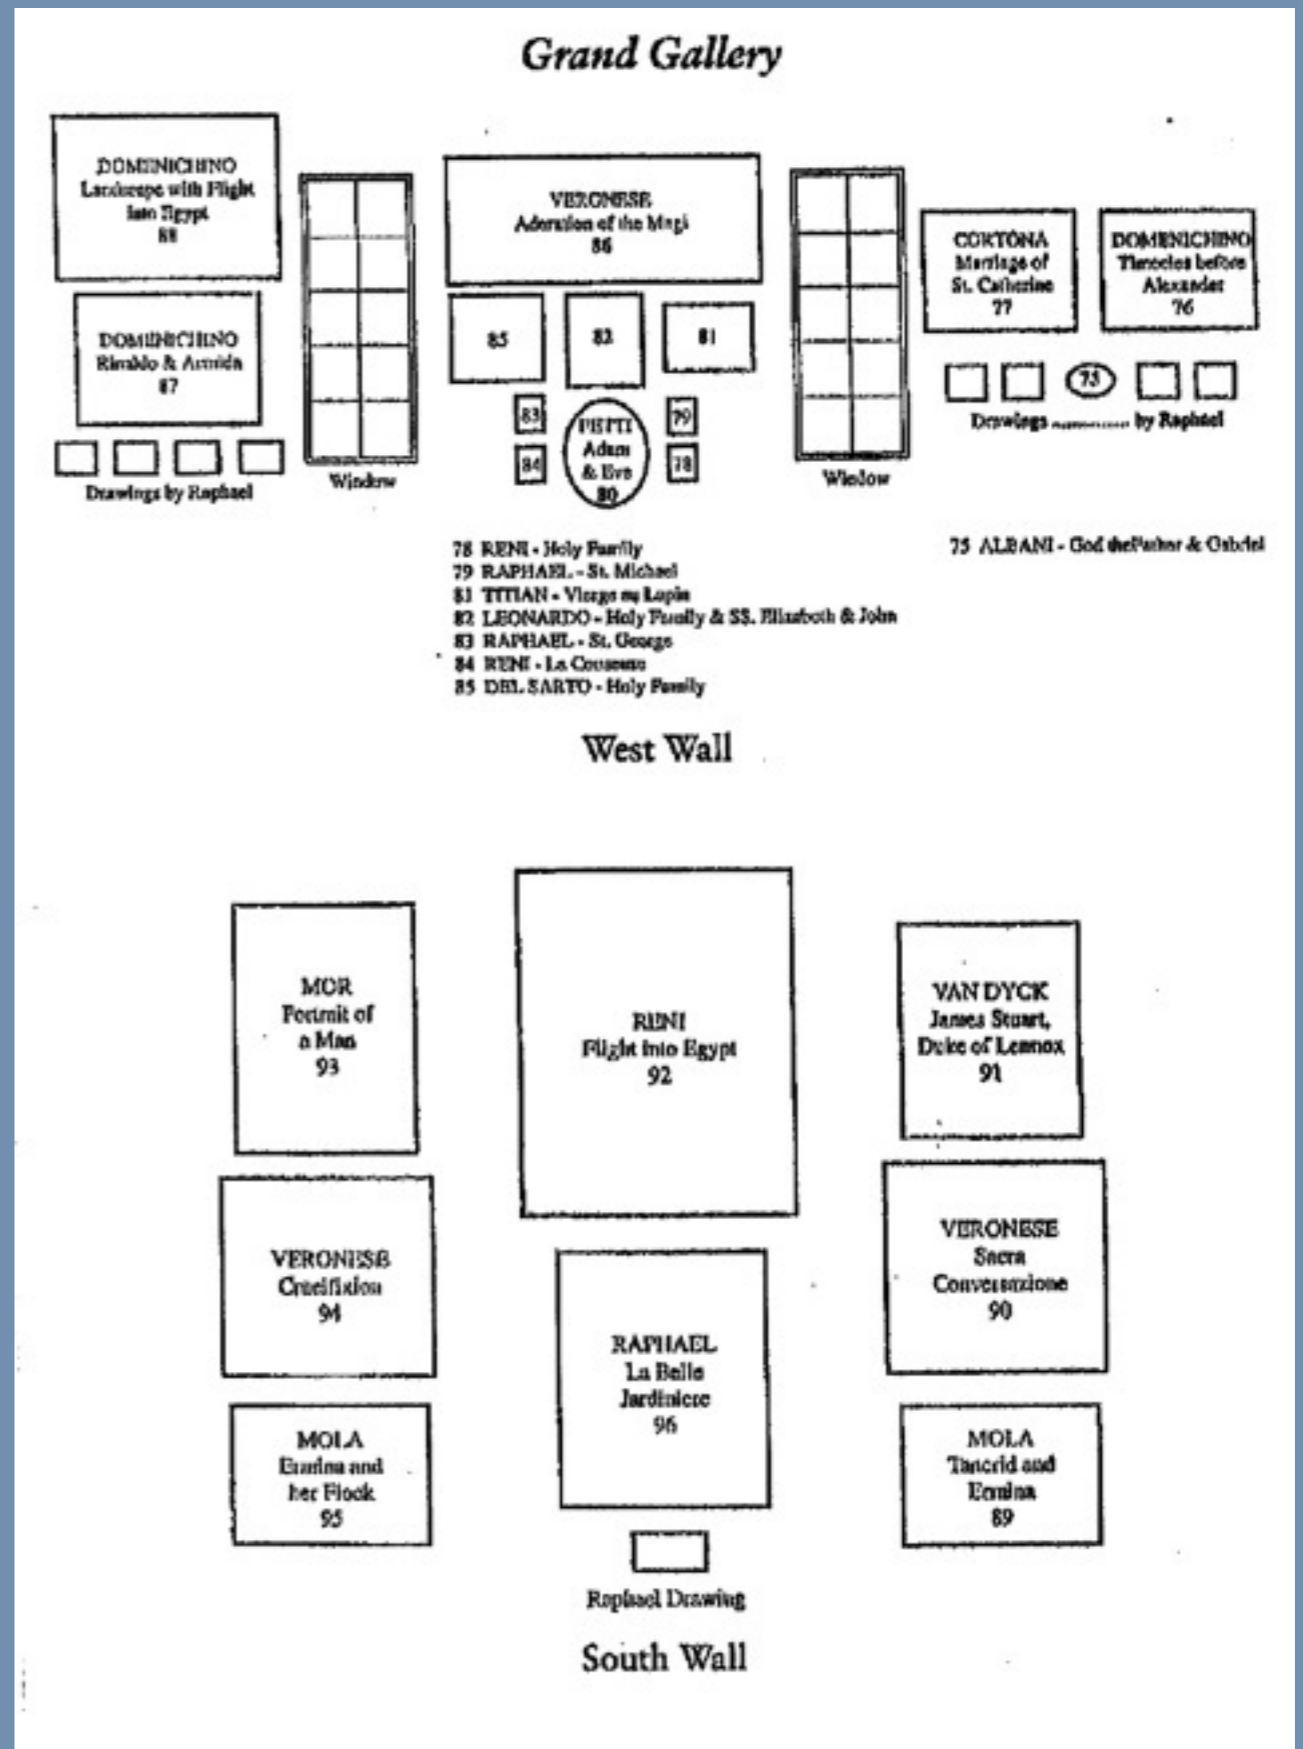 Grand Gallery
DOMENICHINO
Landscape with Flight
Into Egypt
88
DOMENICHINO
Rinaldo & Armida
87
Drawings by Raphael
Window
VERONESE
Adoration of the Magi
86
85
82
81
83
84
FETTI
Adam
& Eve
80
79
78
Window
CORTONA
Marriage of
St. Catherine
77
DOMENICHINO
Timoclea before
Alexander
76
75
Drawings ............ by Raphael
78 RENI - Holy Family
79 RAPHAEL - St. Michael
81 TITIAN - Vierge au Lapin
82 LEONARDO - Holy Family & SS. Elizabeth & John
83 RAPHAEL - St. George
84 RENI - La Couseuse
85 DEL SARTO - Holy Family
75 ALBANI - God the Father & Gabriel
West Wall
MOR
Portrait of
a Man
93
RENI
Flight into Egypt
92
VAN DYCK
James Stuart,
Duke of Lennox
91
VERONESE
Crucifixion
94
VERONESE
Sacra
Conversazione
90
RAPHAEL
La Belle
Jardiniere
96
MOLA
Erminia and
her Flock
95
MOLA
Tancrid and
Ermina
89
Raphael Drawing
South Wall